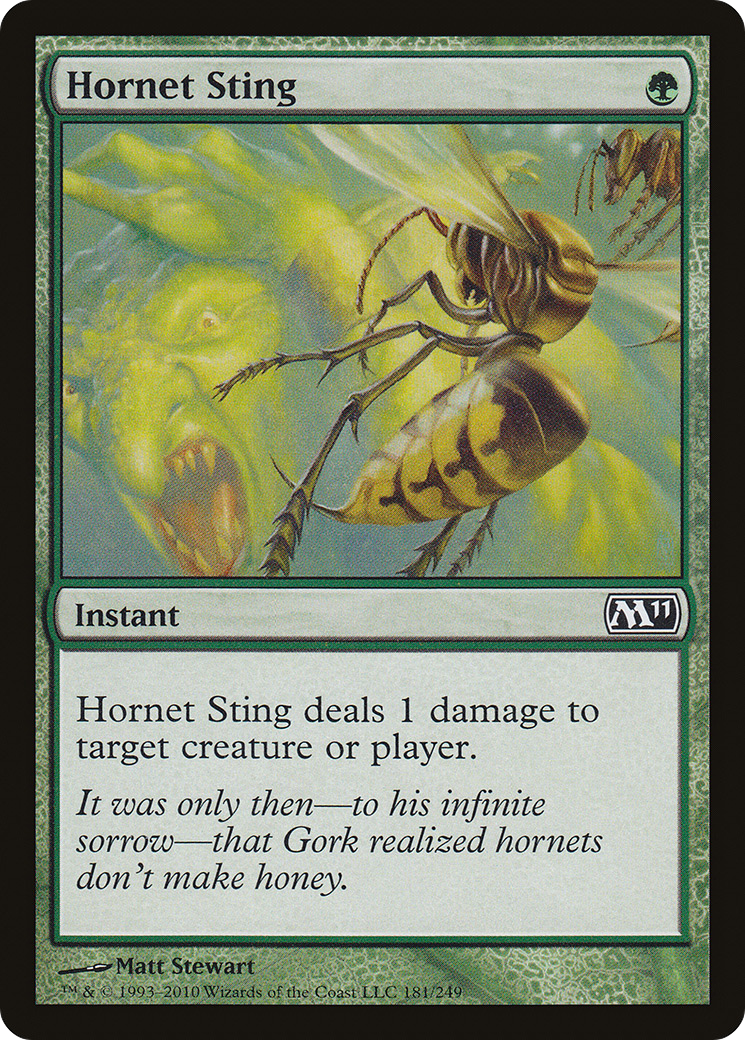 Hornet Sting
Instant
M11
Hornet Sting deals 1 damage to
target creature or player.
It was only then—to his infinite
sorrow—that Gork realized hornets
don't make honey.
Matt Stewart
™ & © 1993–2010 Wizards of the Coast LLC 181/249